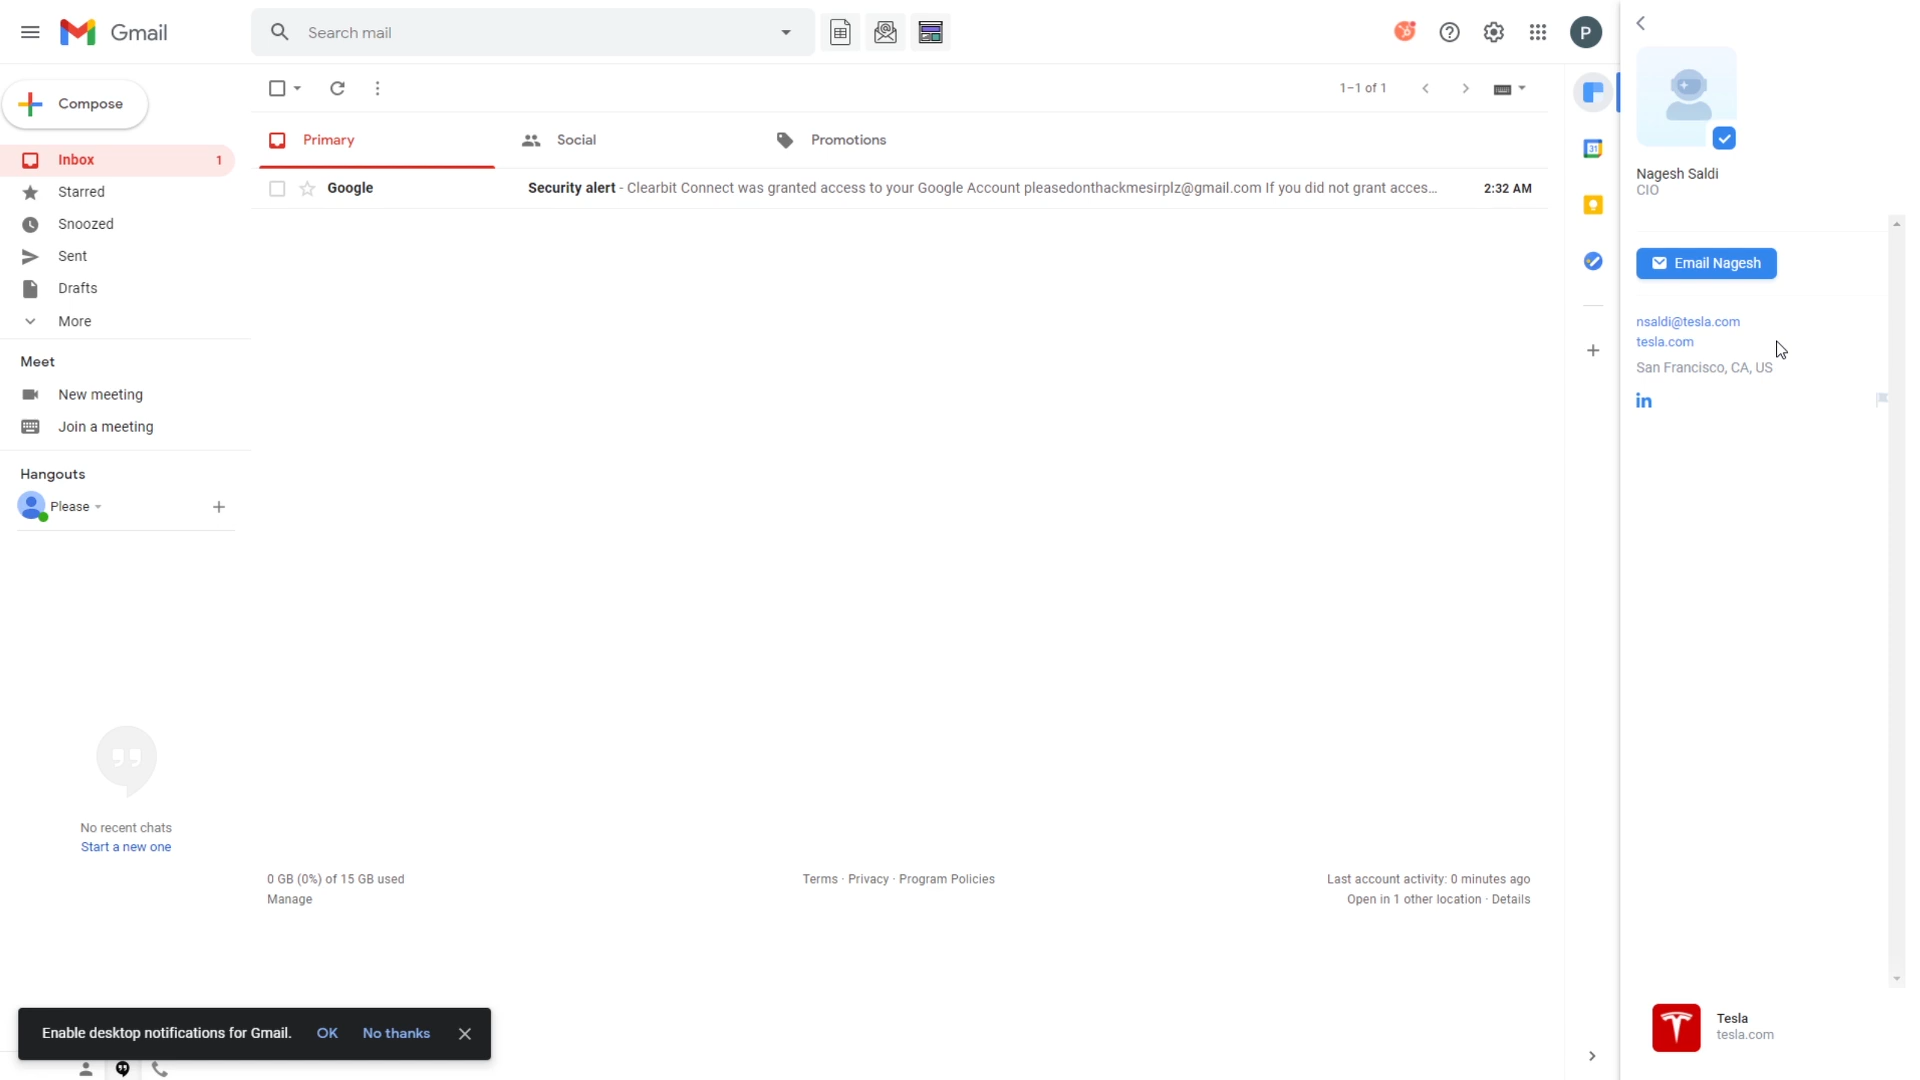 Gmail
Search mail
P
Nagesh Saldi
CIO
Email Nagesh
nsaldi@tesla.com
tesla.com
San Francisco, CA, US
in
Tesla
tesla.com
Compose
Inbox 1
Starred
Snoozed
Sent
Drafts
More
Meet
New meeting
Join a meeting
Hangouts
Please
No recent chats
Start a new one
1–1 of 1
Primary Social Promotions
Google Security alert - Clearbit Connect was granted access to your Google Account pleasedonthackmesirplz@gmail.com If you did not grant acces... 2:32 AM
31
0 GB (0%) of 15 GB used
Manage
Terms · Privacy · Program Policies
Last account activity: 0 minutes ago
Open in 1 other location · Details
Enable desktop notifications for Gmail. OK No thanks